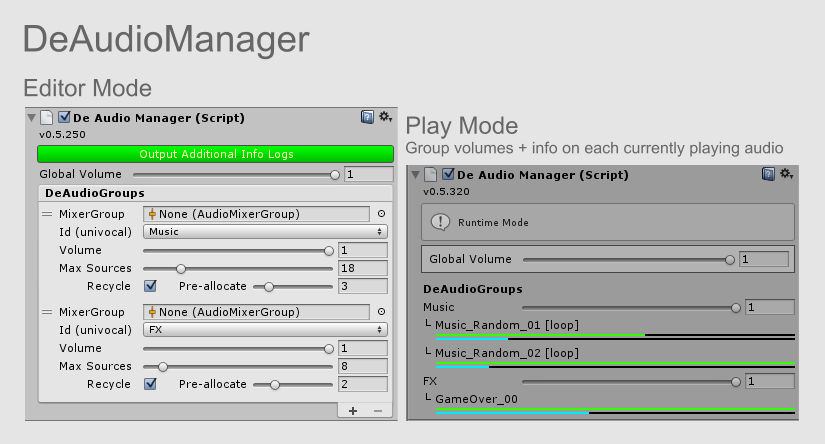 DeAudioManager
Editor Mode
De Audio Manager (Script)
v0.5.250
Output Additional Info Logs
Global Volume 1
DeAudioGroups
MixerGroup None (AudioMixerGroup)
Id (univocal) Music
Volume 1
Max Sources 18
Recycle Pre-allocate 3
MixerGroup None (AudioMixerGroup)
Id (univocal) FX
Volume 1
Max Sources 8
Recycle Pre-allocate 2
Play Mode
Group volumes + info on each currently playing audio
De Audio Manager (Script)
v0.5.320
Runtime Mode
Global Volume 1
DeAudioGroups
Music 1
Music_Random_01 [loop]
Music_Random_02 [loop]
FX 1
GameOver_00